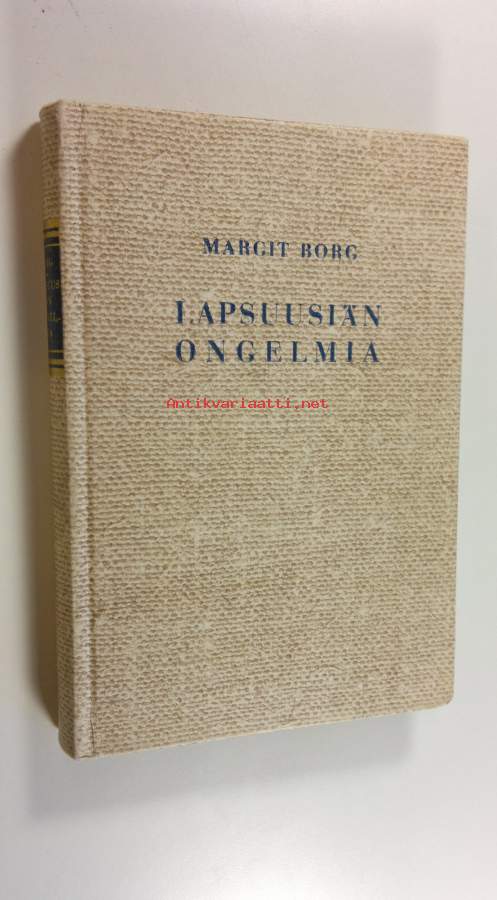 MARGIT BORG
LAPSUUSIÄN
ONGELMIA
Antikvariaatti.net